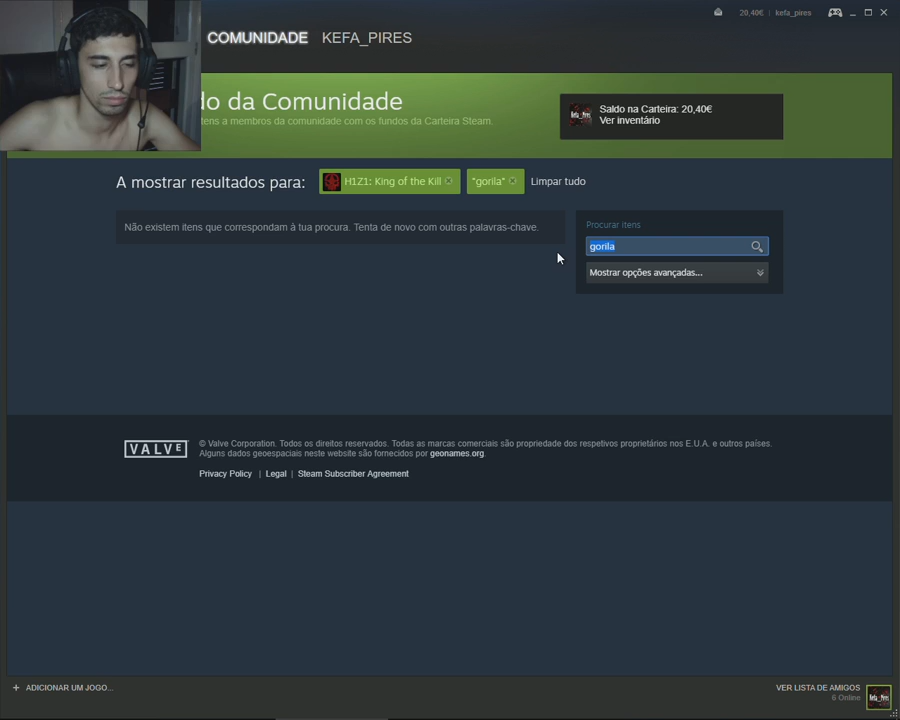 20,40€ | kefa_pires
COMUNIDADE KEFA_PIRES
do da Comunidade
tens a membros da comunidade com os fundos da Carteira Steam.
Saldo na Carteira: 20,40€
Ver inventário
A mostrar resultados para: H1Z1: King of the Kill "gorila" Limpar tudo
Não existem itens que correspondam à tua procura. Tenta de novo com outras palavras-chave.
Procurar itens
gorila
Mostrar opções avançadas...
VALVE
© Valve Corporation. Todos os direitos reservados. Todas as marcas comerciais são propriedade dos respetivos proprietários nos E.U.A. e outros países.
Alguns dados geoespaciais neste website são fornecidos por geonames.org.
Privacy Policy | Legal | Steam Subscriber Agreement
+ ADICIONAR UM JOGO...
VER LISTA DE AMIGOS
6 Online